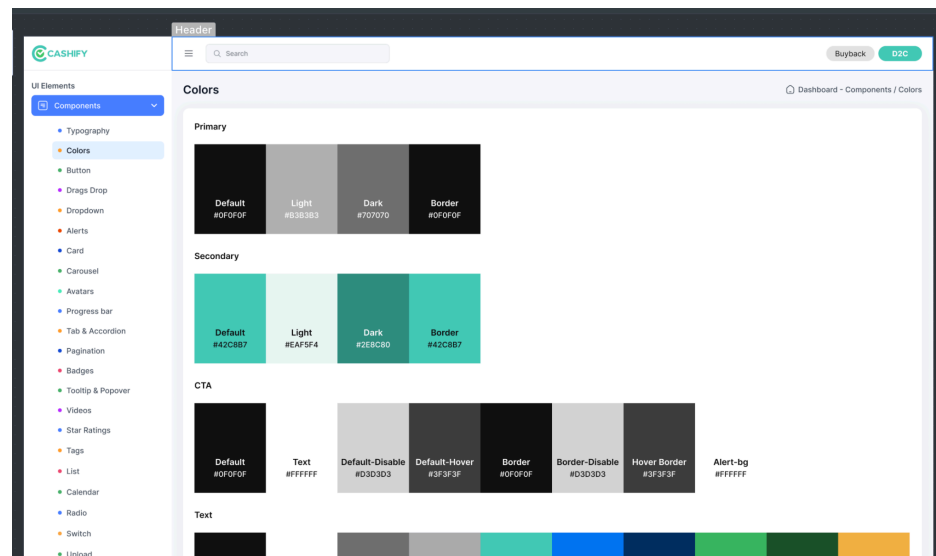 Header
CASHIFY
Search
Buyback
D2C
UI Elements
Components
Typography
Colors
Button
Drags Drop
Dropdown
Alerts
Card
Carousel
Avatars
Progress bar
Tab & Accordion
Pagination
Badges
Tooltip & Popover
Videos
Star Ratings
Tags
List
Calendar
Radio
Switch
Upload
Colors
Dashboard - Components / Colors
Primary
Default
#0F0F0F
Light
#B3B3B3
Dark
#707070
Border
#0F0F0F
Secondary
Default
#42C8B7
Light
#EAF5F4
Dark
#2E8C80
Border
#42C8B7
CTA
Default
#0F0F0F
Text
#FFFFFF
Default-Disable
#D3D3D3
Default-Hover
#3F3F3F
Border
#0F0F0F
Border-Disable
#D3D3D3
Hover Border
#3F3F3F
Alert-bg
#FFFFFF
Text